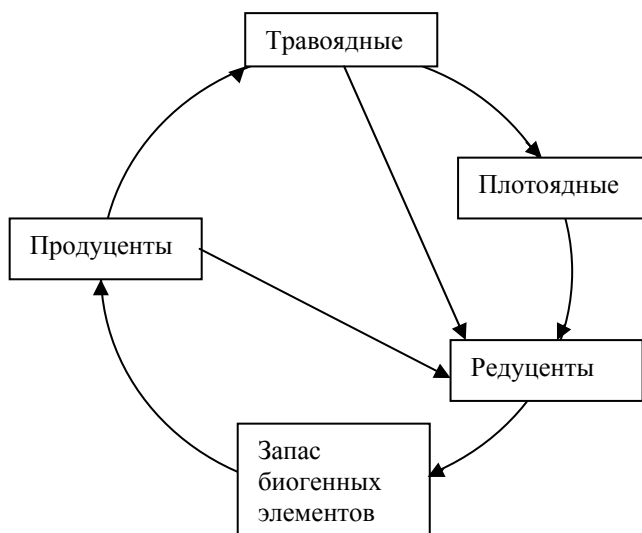 Травоядные
Плотоядные
Продуценты
Редуценты
Запас
биогенных
элементов